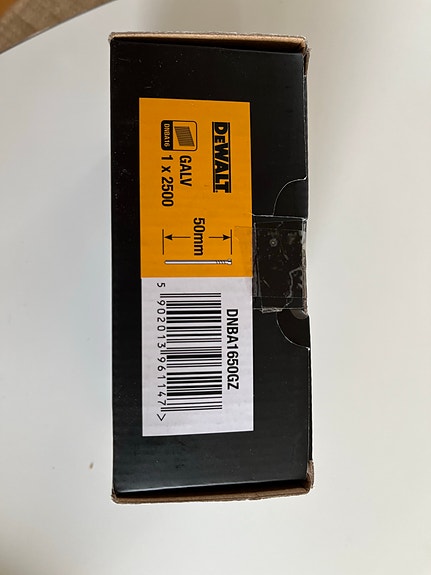 DEWALT
DNBA16
GALV
1 x 2500
50mm
DNBA1650GZ
5 902013 961147 >